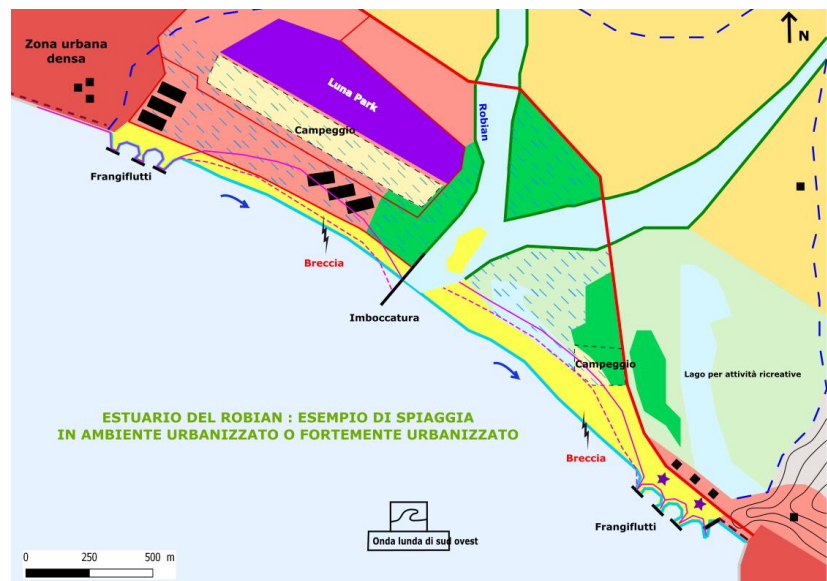 Zona urbana
densa
N
Luna Park
Robian
Campeggio
Frangiflutti
Breccia
Imboccatura
Campeggio
Lago per attività ricreative
ESTUARIO DEL ROBIAN : ESEMPIO DI SPIAGGIA
IN AMBIENTE URBANIZZATO O FORTEMENTE URBANIZZATO
Breccia
Frangiflutti
Onda lunda di sud ovest
0 250 500 m